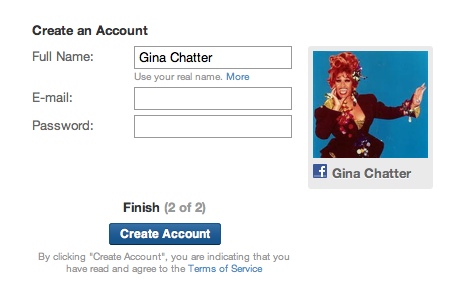 Create an Account
Full Name:
Gina Chatter
Use your real name. More
E-mail:
Password:
f Gina Chatter
Finish (2 of 2)
Create Account
By clicking "Create Account", you are indicating that you
have read and agree to the Terms of Service